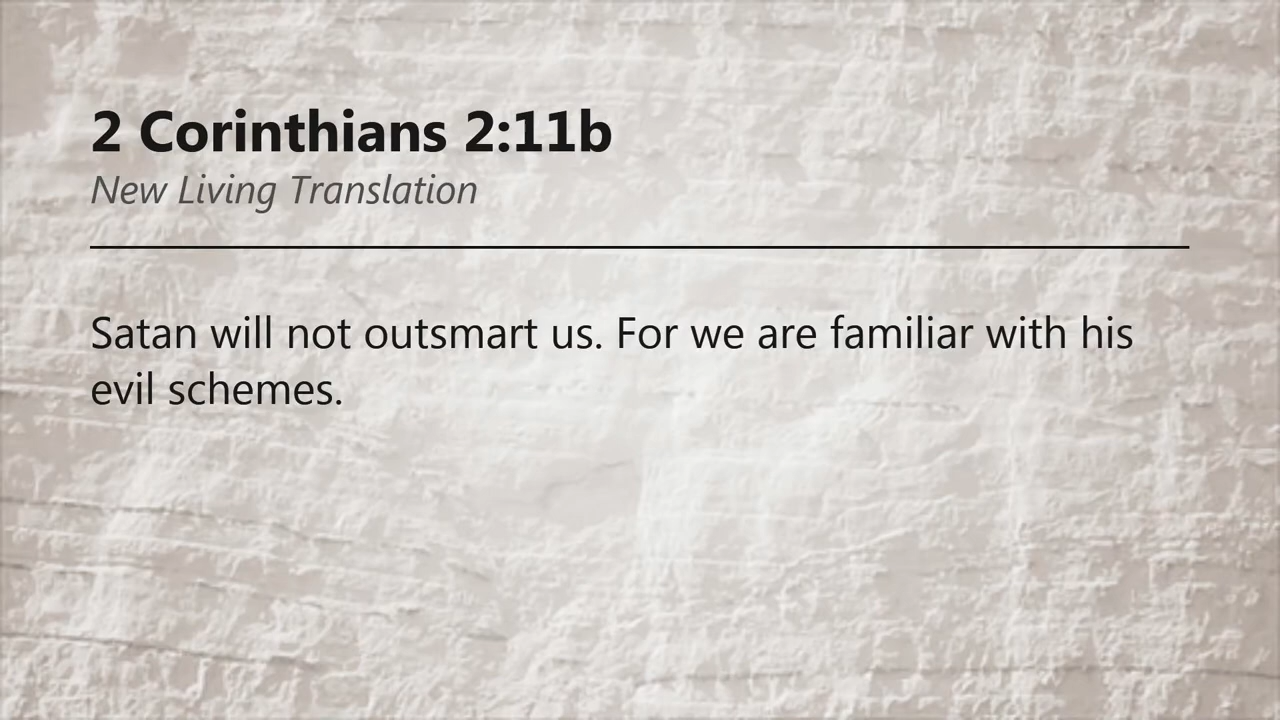 2 Corinthians 2:11b
New Living Translation
Satan will not outsmart us. For we are familiar with his
evil schemes.